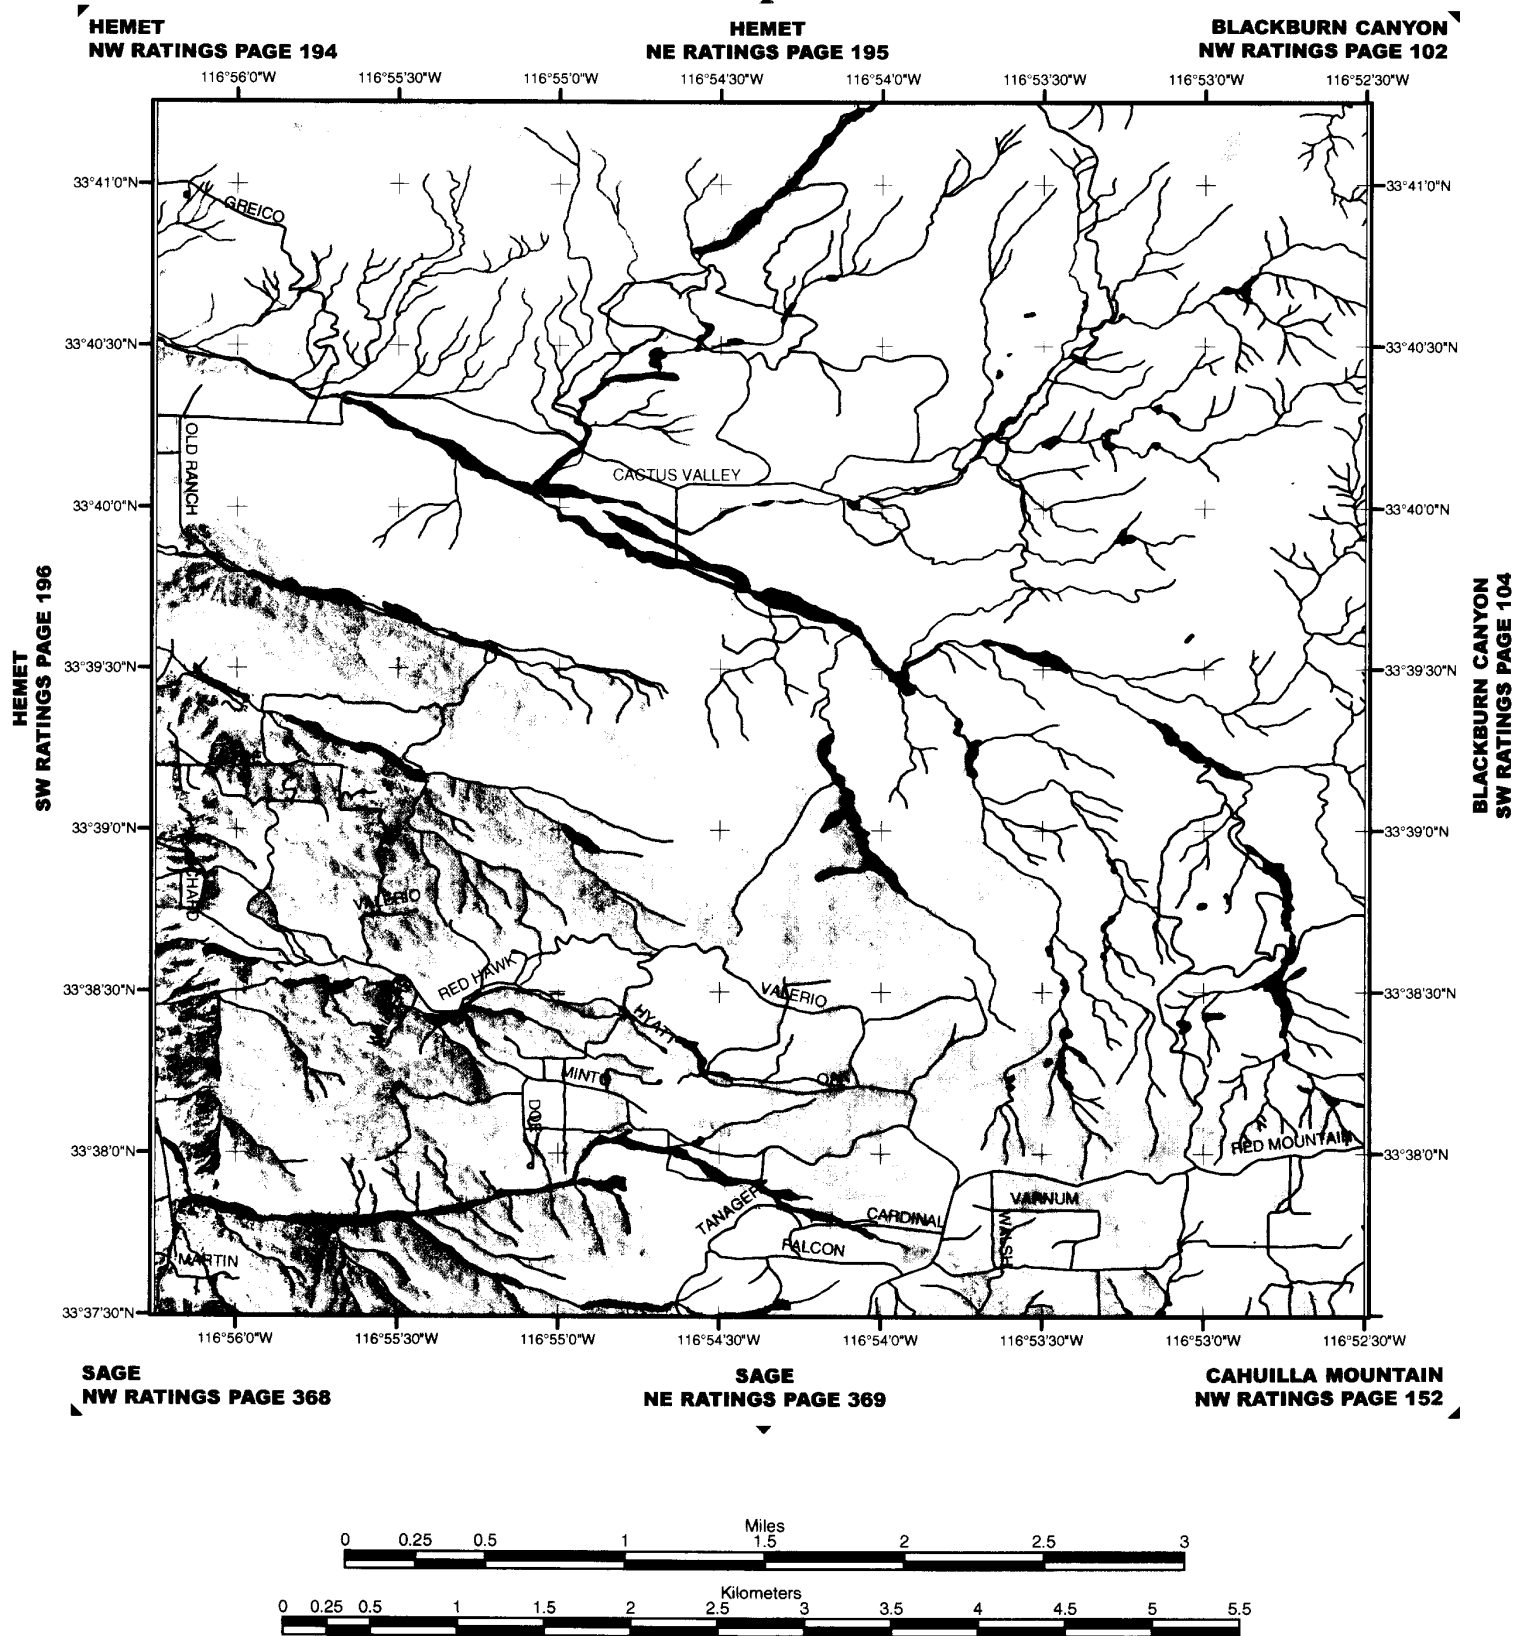 HEMET
NW RATINGS PAGE 194
HEMET
NE RATINGS PAGE 195
BLACKBURN CANYON
NW RATINGS PAGE 102
116°56'0"W 116°55'30"W 116°55'0"W 116°54'30"W 116°54'0"W 116°53'30"W 116°53'0"W 116°52'30"W
33°41'0"N 33°41'0"N
GREICO
33°40'30"N 33°40'30"N
OLD RANCH
CACTUS VALLEY
33°40'0"N 33°40'0"N
HEMET
SW RATINGS PAGE 196
BLACKBURN CANYON
SW RATINGS PAGE 104
33°39'30"N 33°39'30"N
33°39'0"N 33°39'0"N
VALERIO
RED HAWK
VALERIO
33°38'30"N 33°38'30"N
HYATT
MINTO
DOE
RED MOUNTAIN
33°38'0"N 33°38'0"N
TANAGER
VARNUM
CARDINAL
WALSH
FALCON
MARTIN
33°37'30"N 33°37'30"N
116°56'0"W 116°55'30"W 116°55'0"W 116°54'30"W 116°54'0"W 116°53'30"W 116°53'0"W 116°52'30"W
SAGE
NW RATINGS PAGE 368
SAGE
NE RATINGS PAGE 369
CAHUILLA MOUNTAIN
NW RATINGS PAGE 152
Miles
0 0.25 0.5 1 1.5 2 2.5 3
Kilometers
0 0.25 0.5 1 1.5 2 2.5 3 3.5 4 4.5 5 5.5